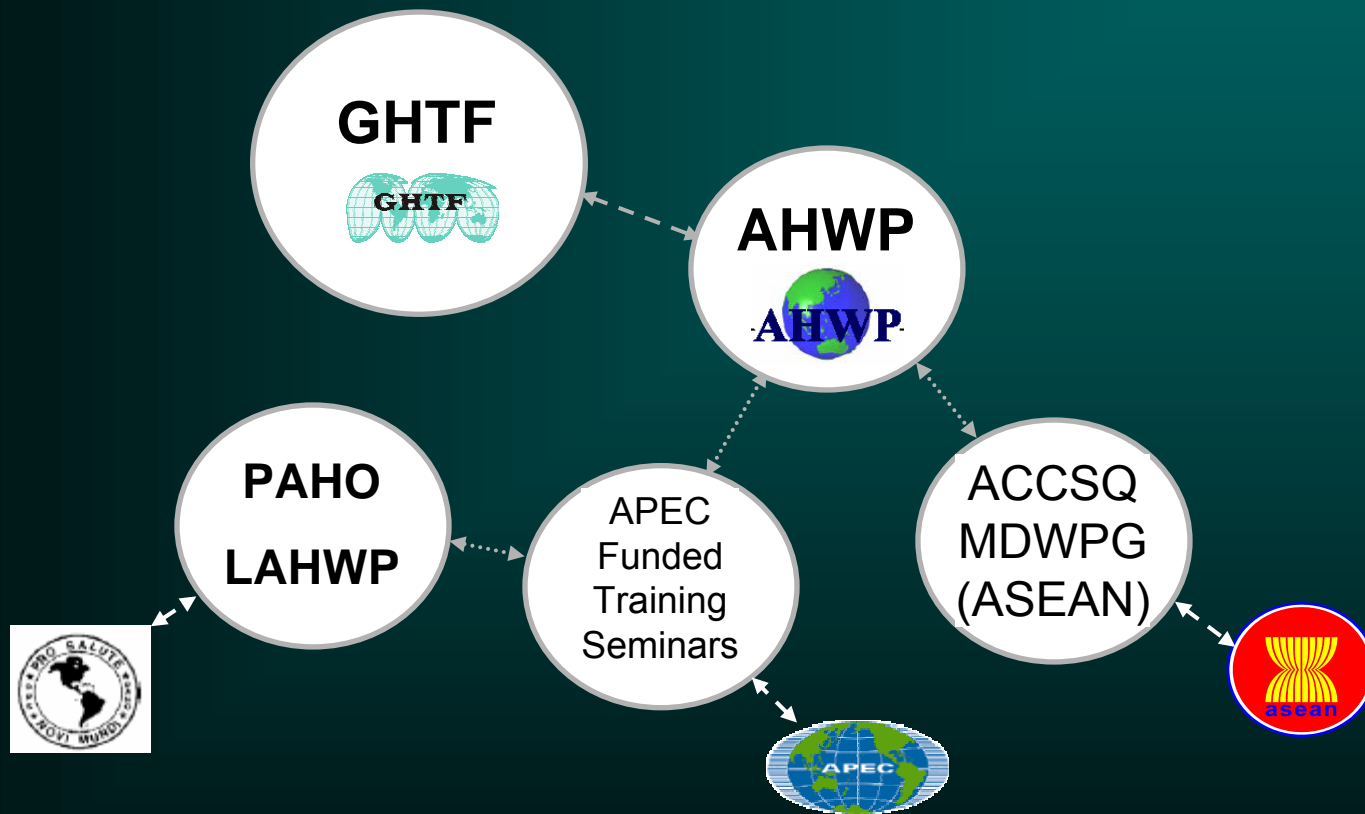 GHTF
GHTF
AHWP
AHWP
PAHO
LAHWP
APEC
Funded
Training
Seminars
ACCSQ
MDWPG
(ASEAN)
PRO SALUTE
NOVI MUNDI
APEC
asean